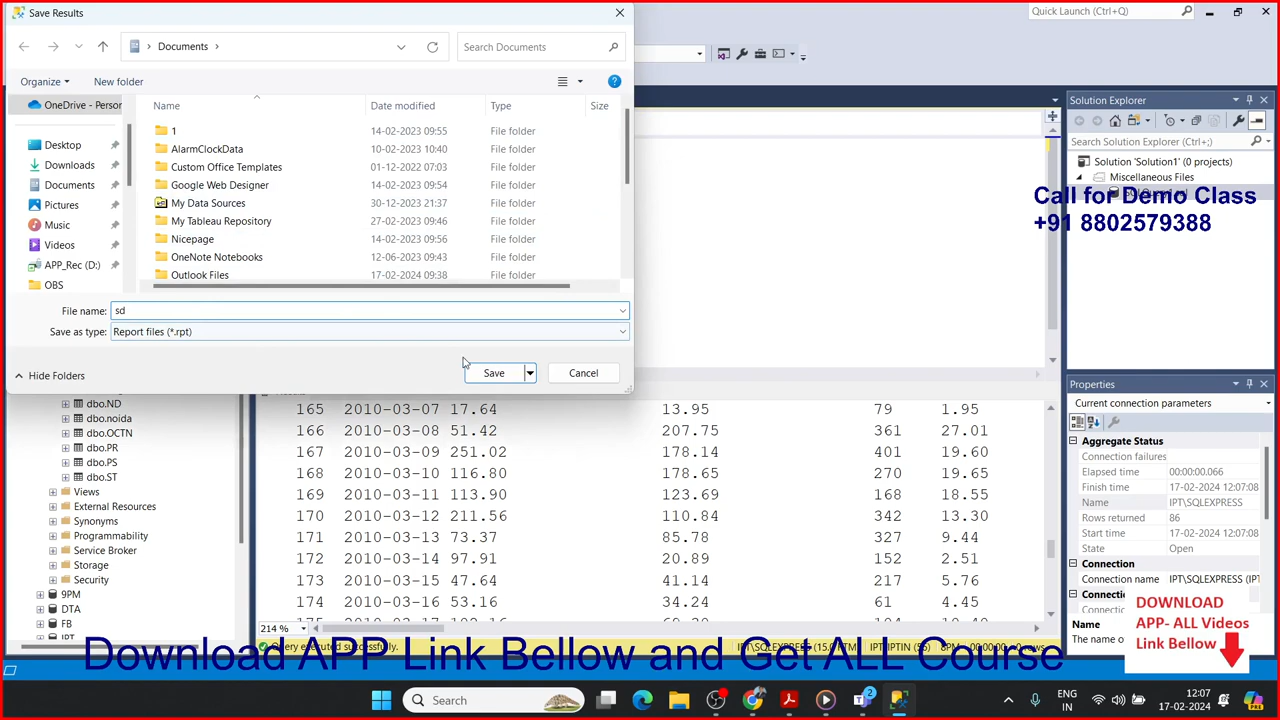 Save Results
Quick Launch (Ctrl+Q)
Documents
Search Documents
Organize
New folder
OneDrive - Person
Desktop
Downloads
Documents
Pictures
Music
Videos
APP_Rec (D:)
OBS
Name Date modified Type Size
1 14-02-2023 09:55 File folder
AlarmClockData 10-02-2023 10:40 File folder
Custom Office Templates 01-12-2022 07:03 File folder
Google Web Designer 14-02-2023 09:54 File folder
My Data Sources 30-12-2023 21:37 File folder
My Tableau Repository 27-02-2023 09:46 File folder
Nicepage 14-02-2023 09:56 File folder
OneNote Notebooks 12-06-2023 09:43 File folder
Outlook Files 17-02-2024 09:38 File folder
File name: sd
Save as type: Report files (*.rpt)
Hide Folders
Save
Cancel
Solution Explorer
Search Solution Explorer (Ctrl+;)
Solution 'Solution1' (0 projects)
Miscellaneous Files
Call for Demo Class
+91 8802579388
dbo.ND
dbo.noida
dbo.OCTN
dbo.PR
dbo.PS
dbo.ST
Views
External Resources
Synonyms
Programmability
Service Broker
Storage
Security
9PM
DTA
FB
IPT
165 2010-03-07 17.64 13.95 79 1.95
166 2010-03-08 51.42 207.75 361 27.01
167 2010-03-09 251.02 178.14 401 19.60
168 2010-03-10 116.80 178.65 270 19.65
169 2010-03-11 113.90 123.69 168 18.55
170 2010-03-12 211.56 110.84 342 13.30
171 2010-03-13 73.37 85.78 327 9.44
172 2010-03-14 97.91 20.89 152 2.51
173 2010-03-15 47.64 41.14 217 5.76
174 2010-03-16 53.16 34.24 61 4.45
214 %
Query executed successfully.
Properties
Current connection parameters
Aggregate Status
Connection failures
Elapsed time 00:00:00.066
Finish time 17-02-2024 12:07:08
Name IPT\SQLEXPRESS
Rows returned 86
Start time 17-02-2024 12:07:08
State Open
Connection
Connection name IPT\SQLEXPRESS (IPT
Name
The name o
DOWNLOAD
APP- ALL Videos
Link Bellow
Download APP Link Bellow and Get ALL Course
Search
2
ENG
IN
12:07
17-02-2024